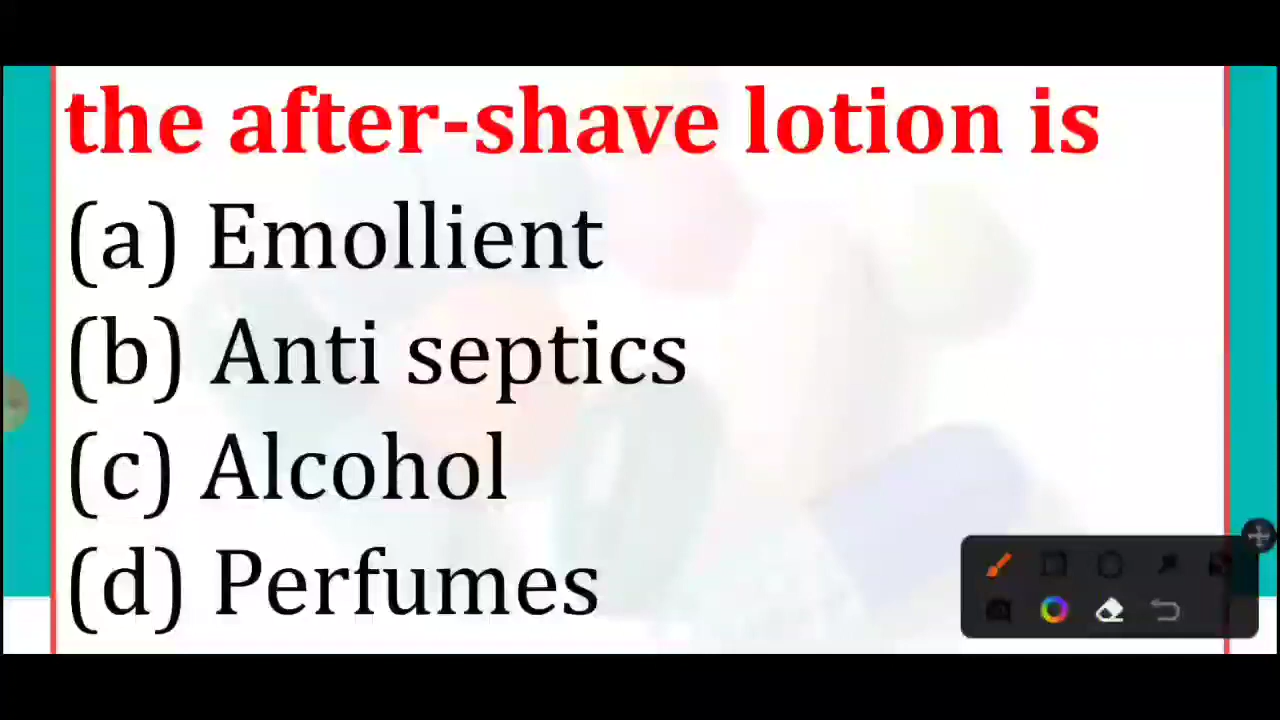 the after-shave lotion is
(a) Emollient
(b) Anti septics
(c) Alcohol
(d) Perfumes